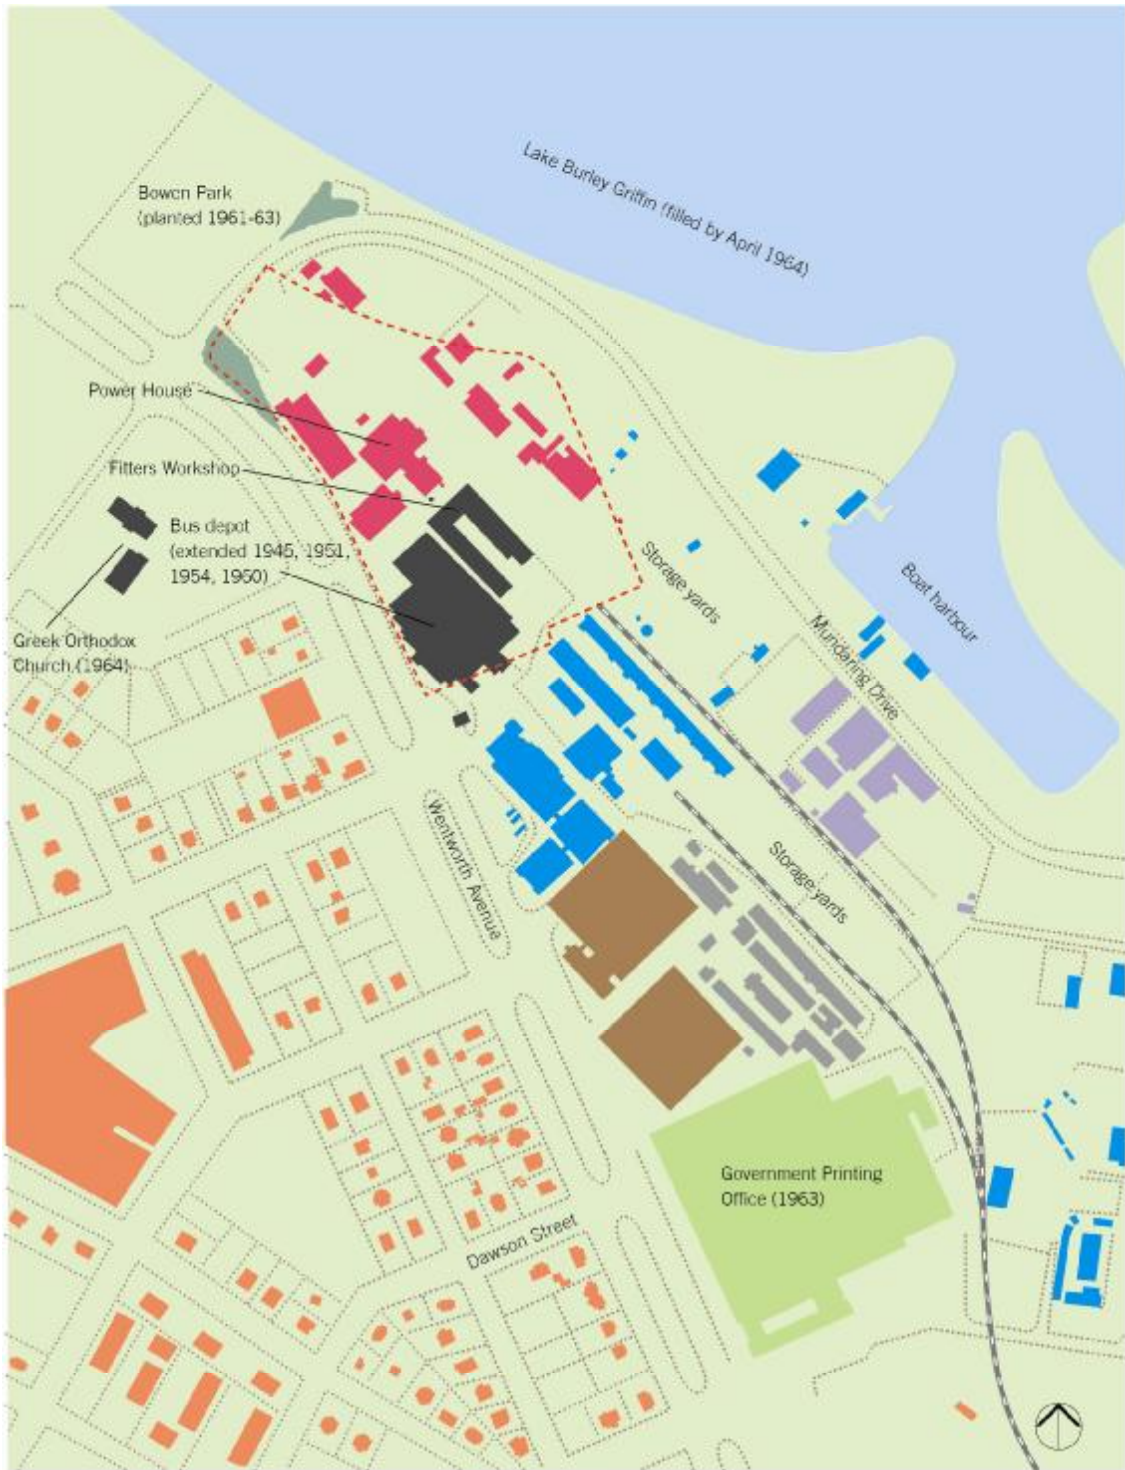 Lake Burley Griffin (filled by April 1964)
Bowen Park
(planted 1961-63)
Power House
Fitters Workshop
Bus depot
(extended 1945, 1951,
1954, 1960)
Greek Orthodox
Church (1964)
Storage yards
Boat harbour
Mundaring Drive
Wentworth Avenue
Storage yards
Government Printing
Office (1963)
Dawson Street